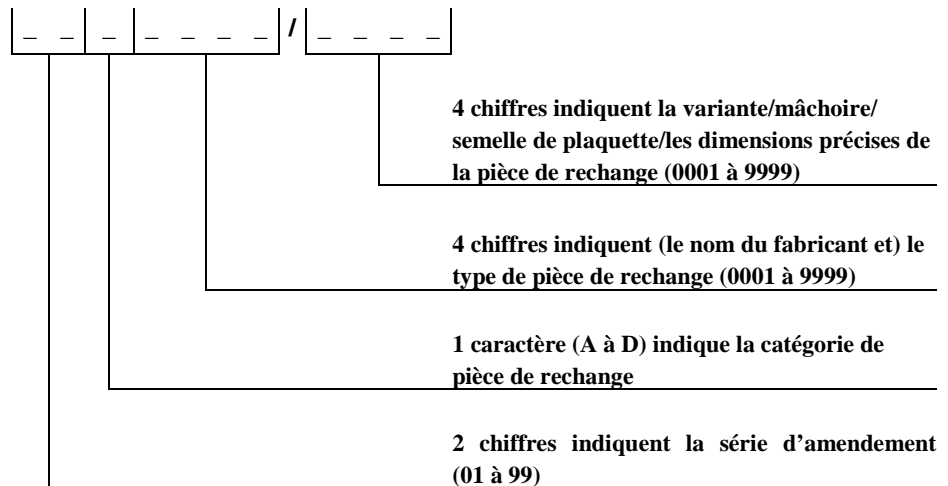 _ _ _ _ _ _ _ / _ _ _ _
4 chiffres indiquent la variante/mâchoire/
semelle de plaquette/les dimensions précises de
la pièce de rechange (0001 à 9999)
4 chiffres indiquent (le nom du fabricant et) le
type de pièce de rechange (0001 à 9999)
1 caractère (A à D) indique la catégorie de
pièce de rechange
2 chiffres indiquent la série d’amendement
(01 à 99)